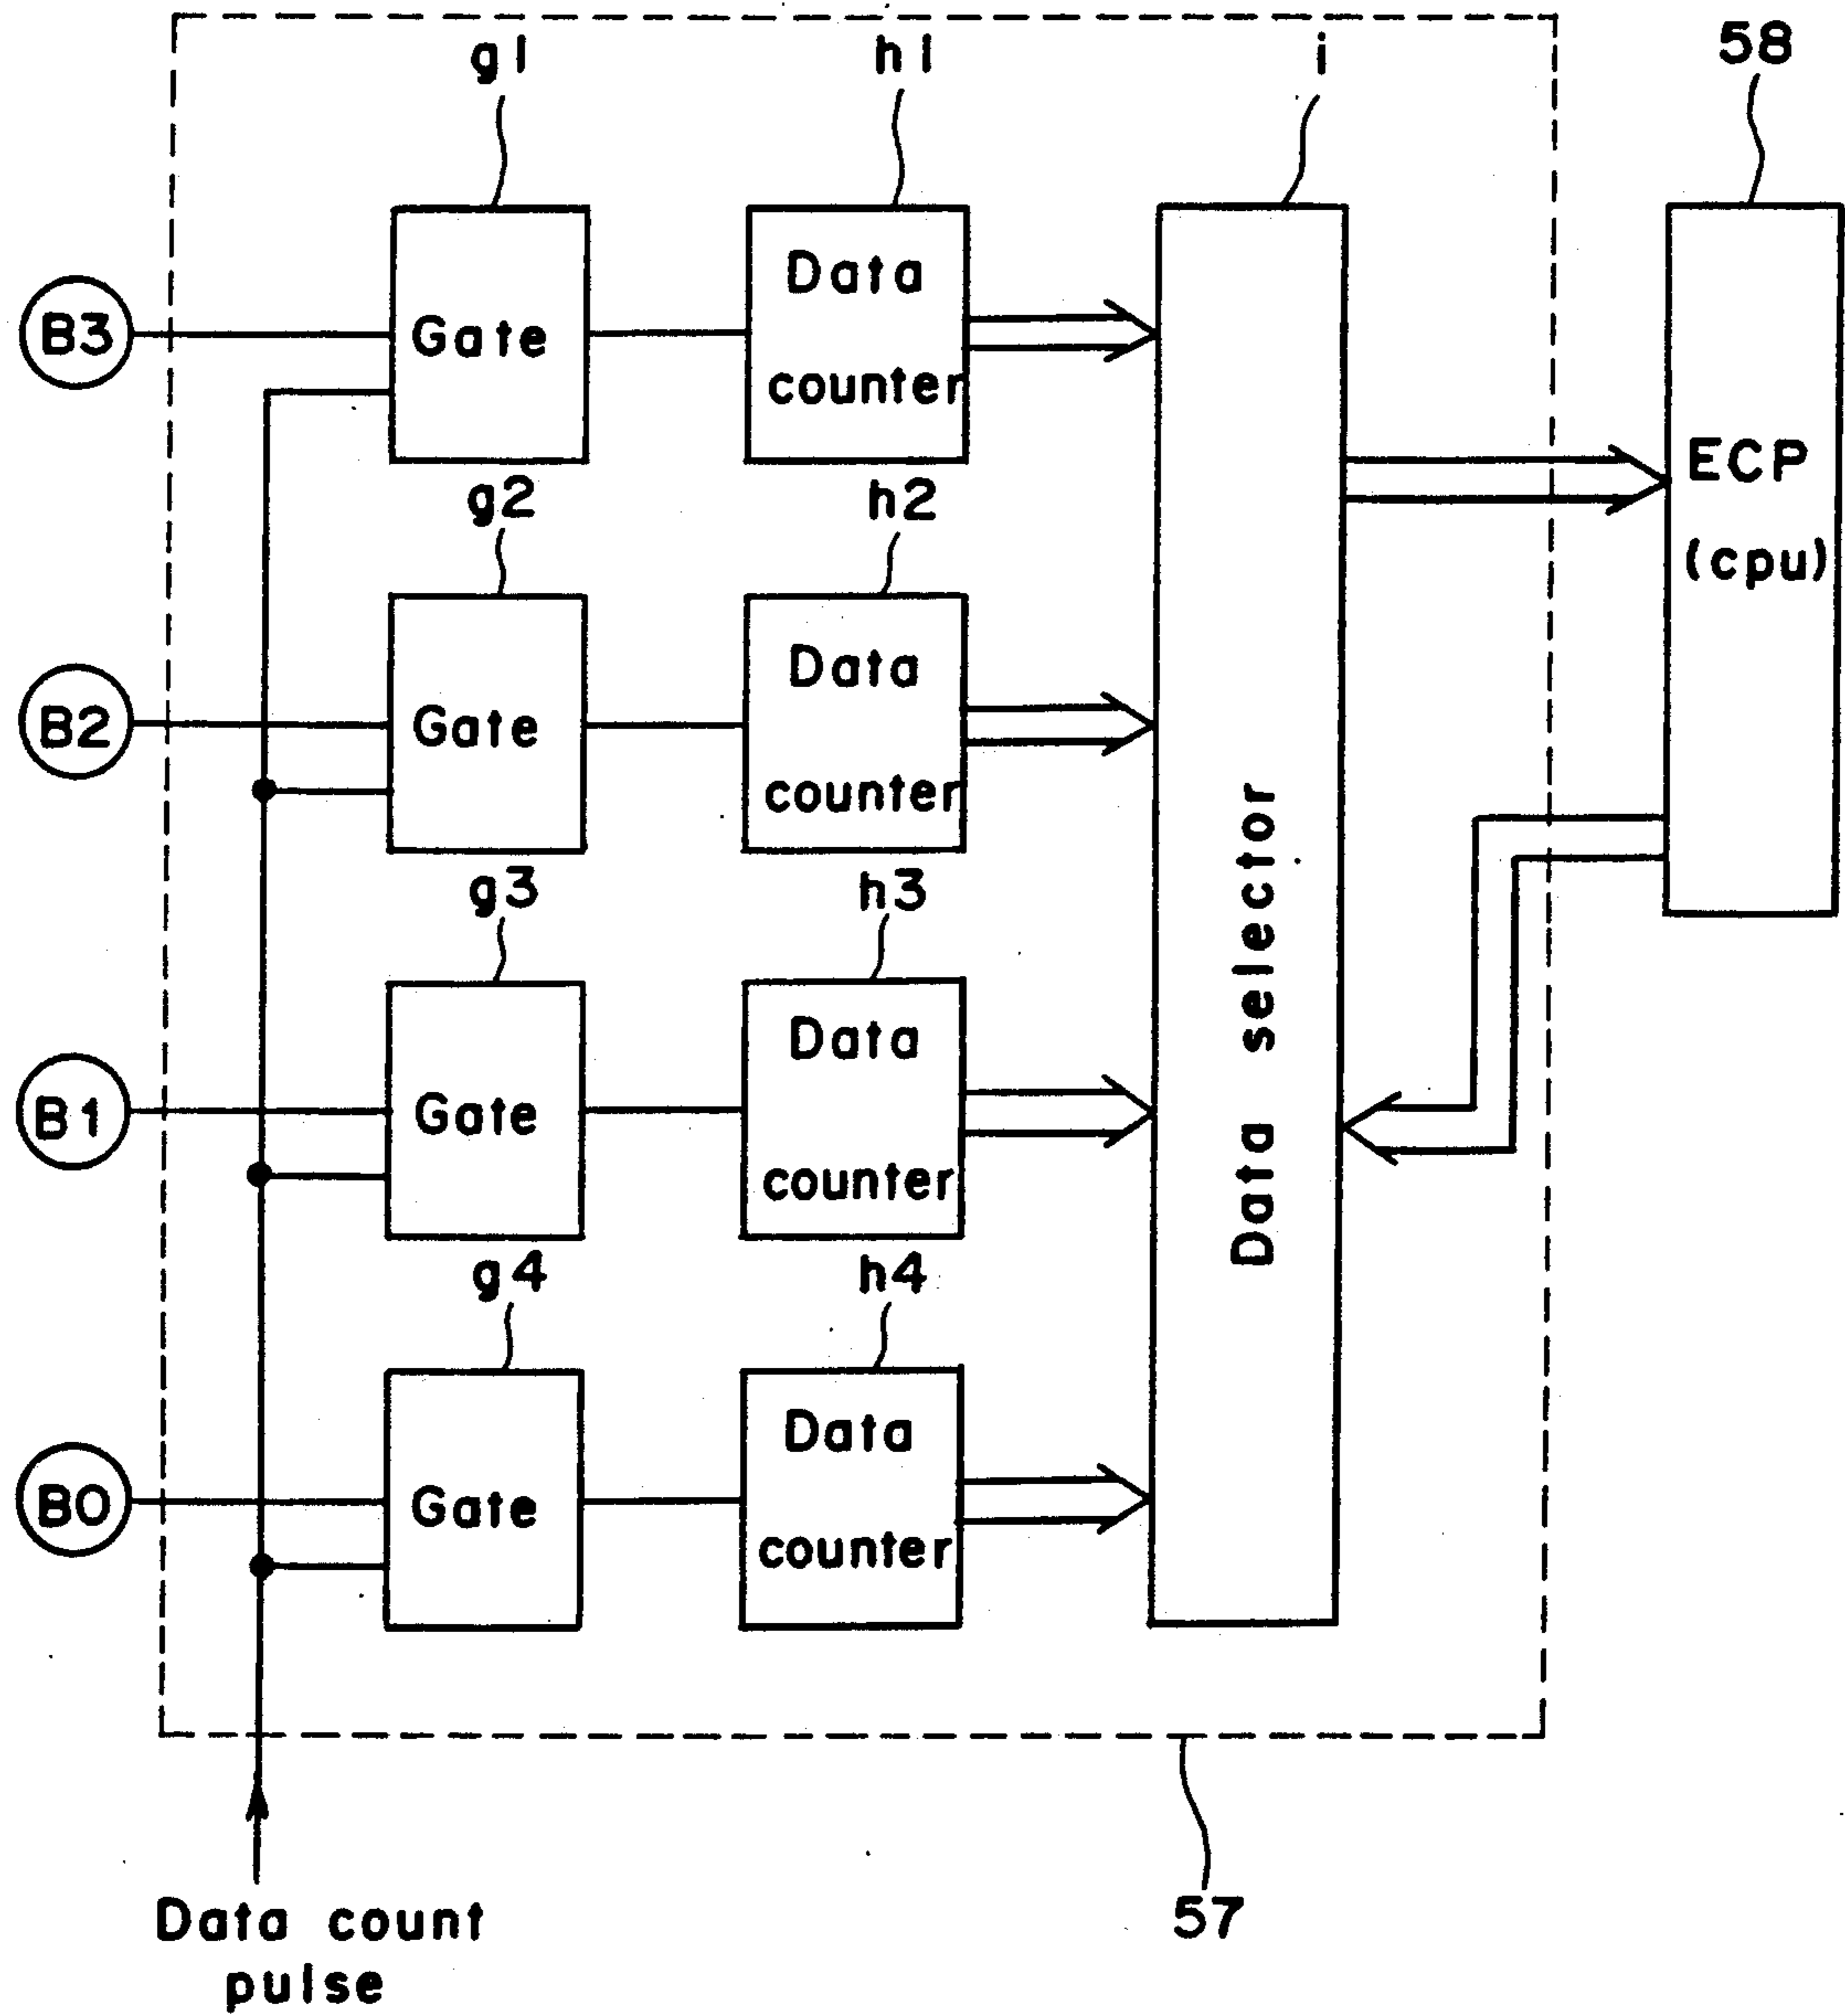 g1 h1 i 58
B3 Gate Data counter
g2 h2
ECP (cpu)
B2 Gate Data counter
Data selector
g3 h3
B1 Gate Data counter
g4 h4
B0 Gate Data counter
57
Data count
pulse